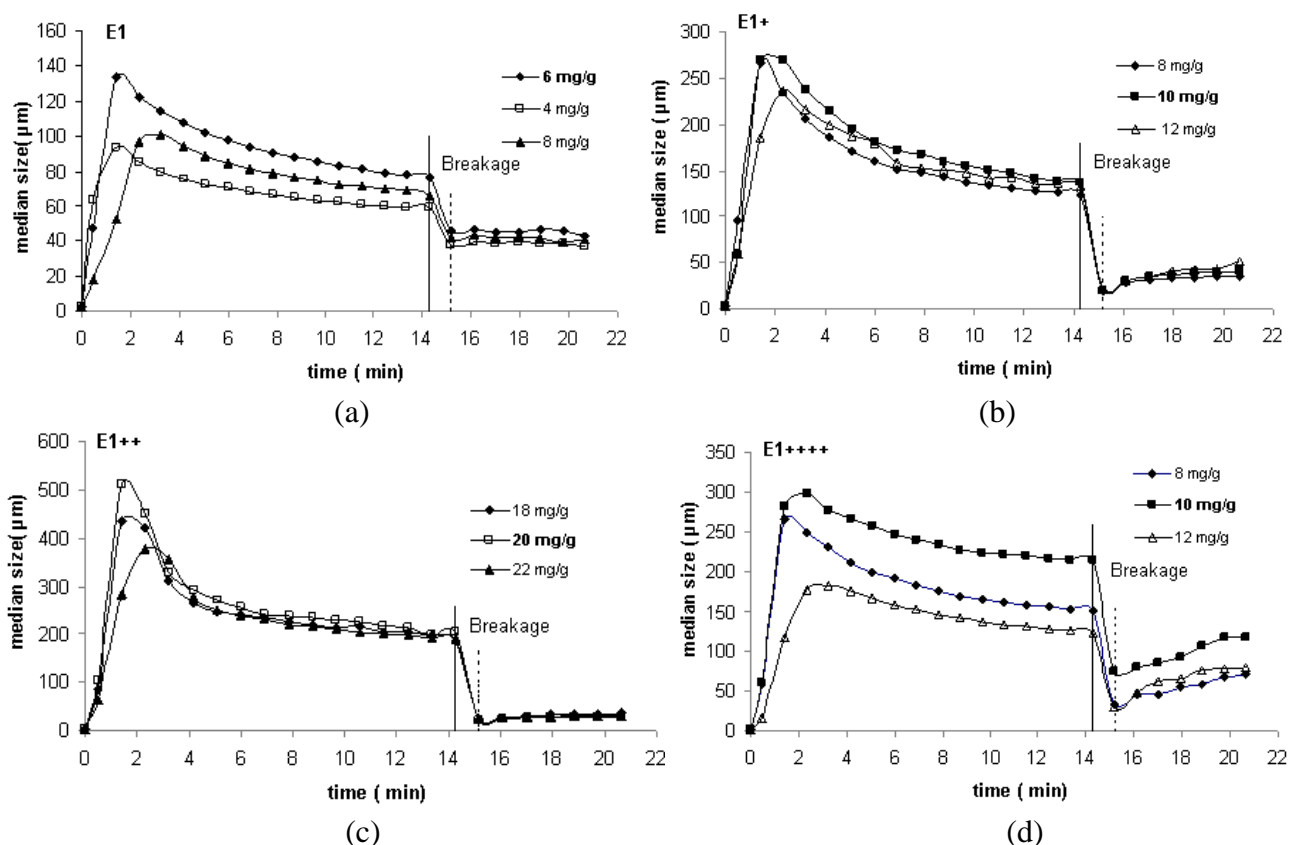 E1
160
140
120
100
80
60
40
20
0
median size( µm)
6 mg/g
4 mg/g
8 mg/g
Breakage
0 2 4 6 8 10 12 14 16 18 20 22
time ( min)
(a)
E1+
300
250
200
150
100
50
0
median size (µm)
8 mg/g
10 mg/g
12 mg/g
Breakage
0 2 4 6 8 10 12 14 16 18 20 22
time ( min)
(b)
E1++
600
500
400
300
200
100
0
median size( µm)
18 mg/g
20 mg/g
22 mg/g
Breakage
0 2 4 6 8 10 12 14 16 18 20 22
time ( min)
(c)
E1++++
350
300
250
200
150
100
50
0
median size ( µm)
8 mg/g
10 mg/g
12 mg/g
Breakage
0 2 4 6 8 10 12 14 16 18 20 22
time ( min)
(d)